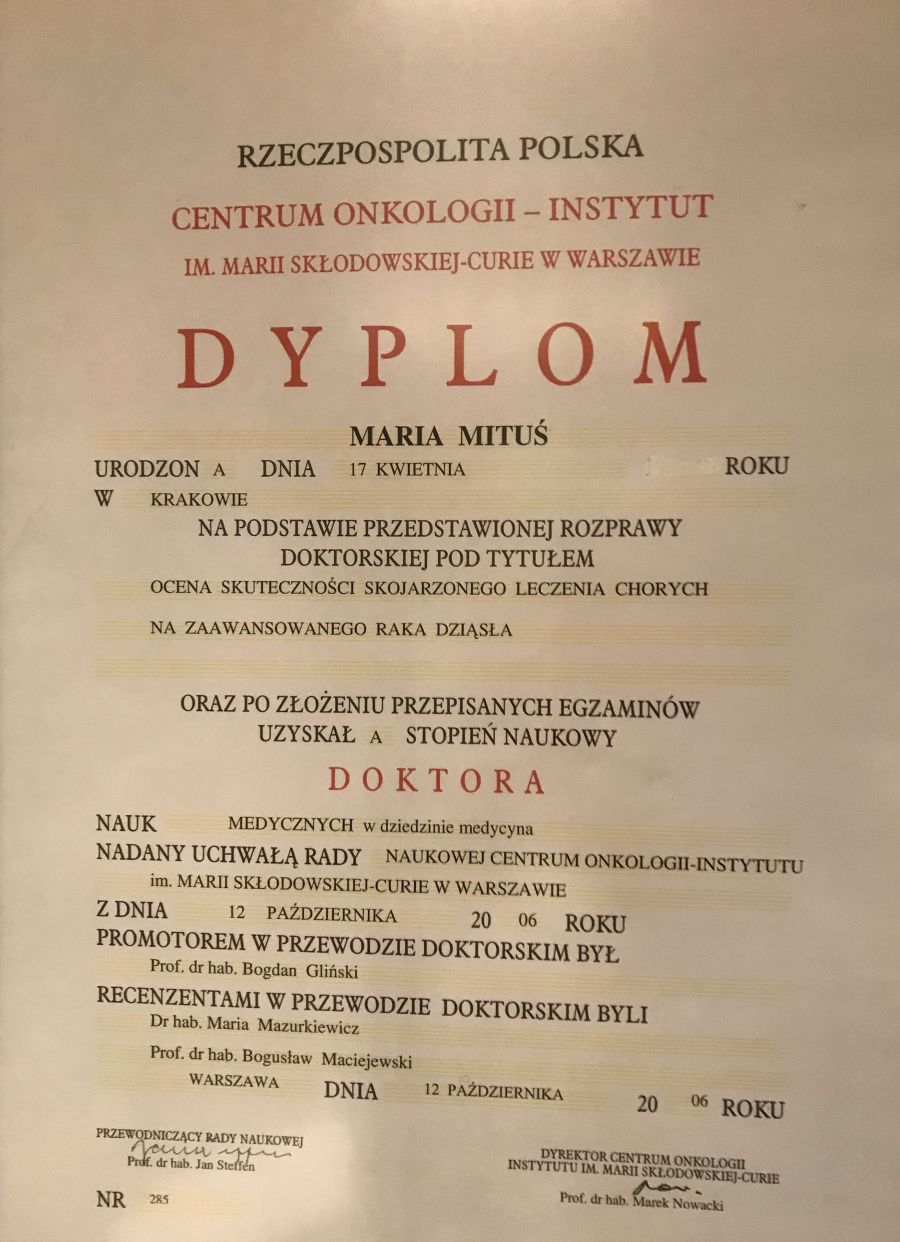 RZECZPOSPOLITA POLSKA
CENTRUM ONKOLOGII – INSTYTUT
IM. MARII SKŁODOWSKIEJ-CURIE W WARSZAWIE
DYPLOM
MARIA MITUŚ
URODZON A DNIA 17 KWIETNIA ROKU
W KRAKOWIE
NA PODSTAWIE PRZEDSTAWIONEJ ROZPRAWY
DOKTORSKIEJ POD TYTUŁEM
OCENA SKUTECZNOŚCI SKOJARZONEGO LECZENIA CHORYCH
NA ZAAWANSOWANEGO RAKA DZIĄSŁA
ORAZ PO ZŁOŻENIU PRZEPISANYCH EGZAMINÓW
UZYSKAŁ A STOPIEŃ NAUKOWY
DOKTORA
NAUK MEDYCZNYCH w dziedzinie medycyna
NADANY UCHWAŁĄ RADY NAUKOWEJ CENTRUM ONKOLOGII-INSTYTUTU
im. MARII SKŁODOWSKIEJ-CURIE W WARSZAWIE
Z DNIA 12 PAŹDZIERNIKA 20 06 ROKU
PROMOTOREM W PRZEWODZIE DOKTORSKIM BYŁ
Prof. dr hab. Bogdan Gliński
RECENZENTAMI W PRZEWODZIE DOKTORSKIM BYLI
Dr hab. Maria Mazurkiewicz
Prof. dr hab. Bogusław Maciejewski
WARSZAWA DNIA 12 PAŹDZIERNIKA 20 06 ROKU
PRZEWODNICZĄCY RADY NAUKOWEJ
Prof. dr hab. Jan Steffen
DYREKTOR CENTRUM ONKOLOGII
INSTYTUTU IM. MARII SKŁODOWSKIEJ-CURIE
Prof. dr hab. Marek Nowacki
NR 285